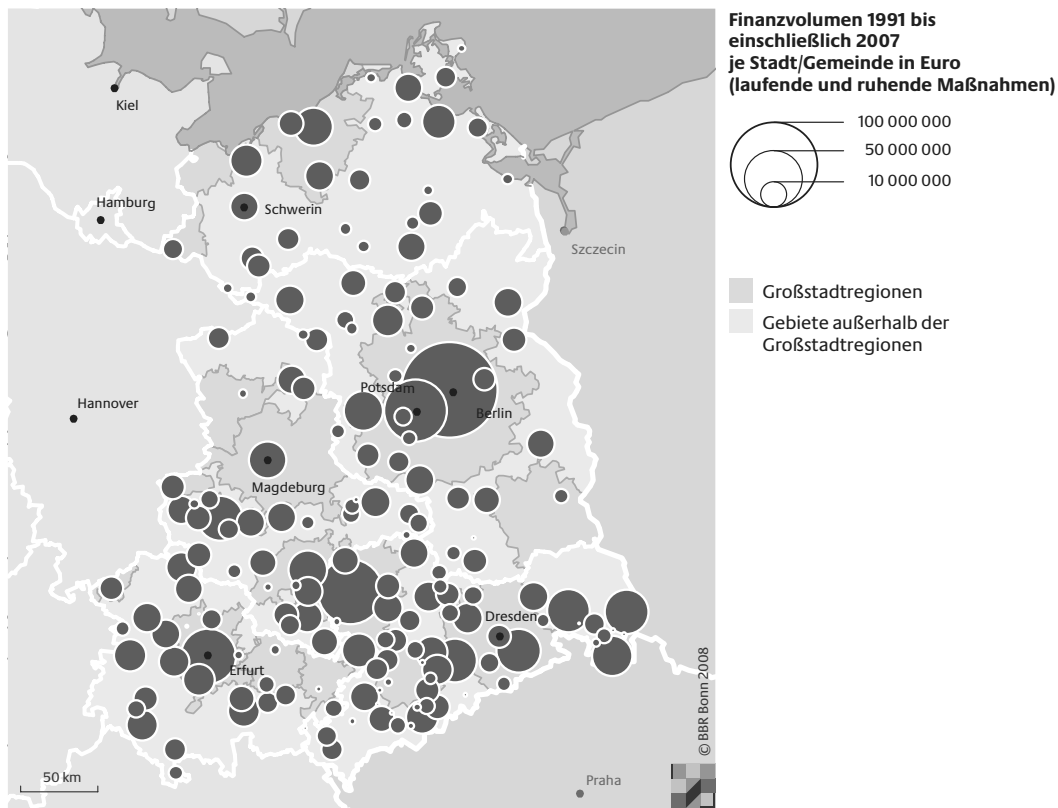 Finanzvolumen 1991 bis
einschließlich 2007
je Stadt/Gemeinde in Euro
(laufende und ruhende Maßnahmen)
100 000 000
50 000 000
10 000 000
Großstadtregionen
Gebiete außerhalb der
Großstadtregionen
Kiel
Hamburg
Schwerin
Szczecin
Hannover
Potsdam
Berlin
Magdeburg
Dresden
Erfurt
Praha
50 km
© BBR Bonn 2008